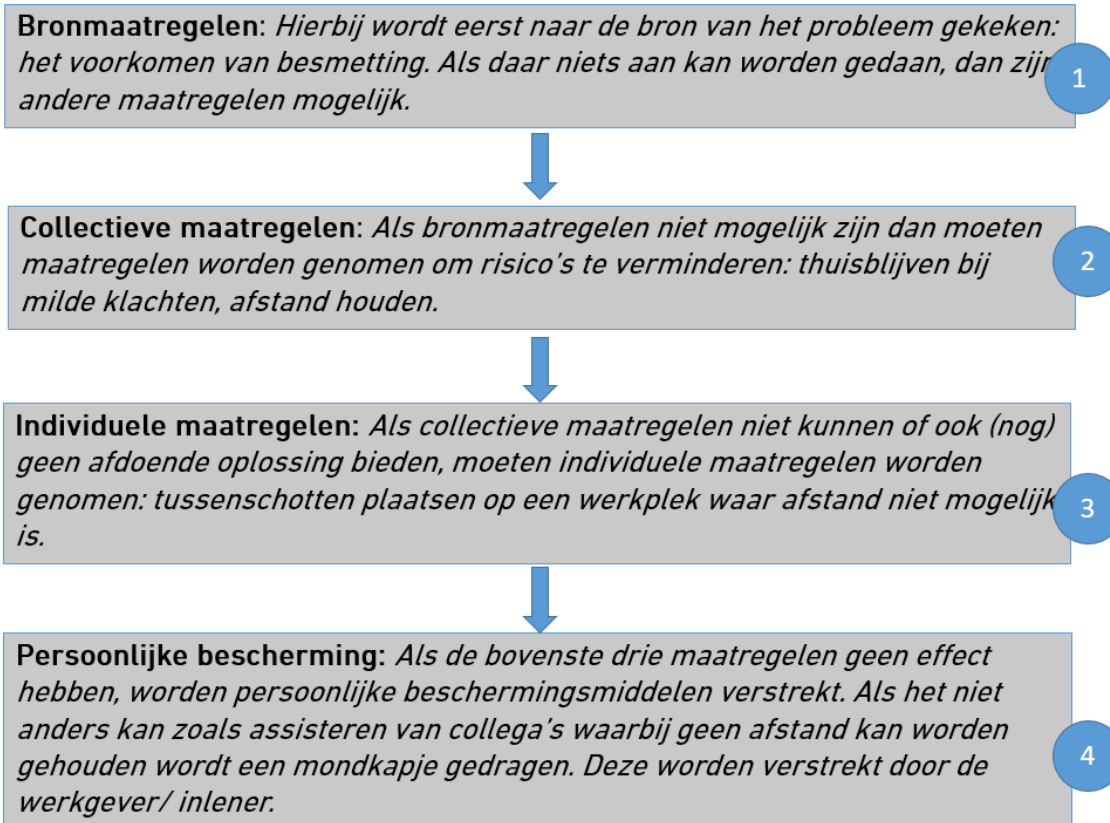 Bronmaatregelen: Hierbij wordt eerst naar de bron van het probleem gekeken:
het voorkomen van besmetting. Als daar niets aan kan worden gedaan, dan zijn
andere maatregelen mogelijk.
1
Collectieve maatregelen: Als bronmaatregelen niet mogelijk zijn dan moeten
maatregelen worden genomen om risico's te verminderen: thuisblijven bij
milde klachten, afstand houden.
2
Individuele maatregelen: Als collectieve maatregelen niet kunnen of ook (nog)
geen afdoende oplossing bieden, moeten individuele maatregelen worden
genomen: tussenschotten plaatsen op een werkplek waar afstand niet mogelijk
is.
3
Persoonlijke bescherming: Als de bovenste drie maatregelen geen effect
hebben, worden persoonlijke beschermingsmiddelen verstrekt. Als het niet
anders kan zoals assisteren van collega's waarbij geen afstand kan worden
gehouden wordt een mondkapje gedragen. Deze worden verstrekt door de
werkgever/ inlener.
4